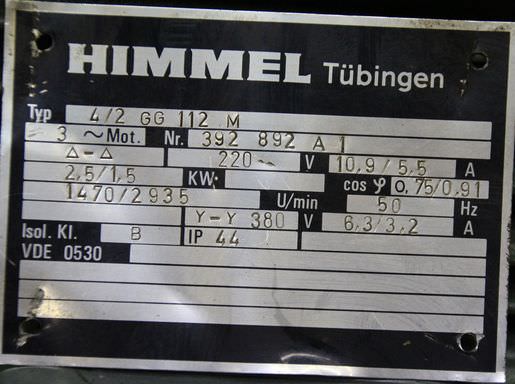 HIMMEL Tübingen
Typ 4/2 GG 112 M
3 ~ Mot. Nr. 392 892 A 1
Δ-Δ 220~ V 10,9/5,5 A
2,5/1,5 KW cos φ 0,75/0,91
1470/2935 U/min 50 Hz
Y-Y 380 V 6,3/3,2 A
Isol. Kl. B IP 44
VDE 0530